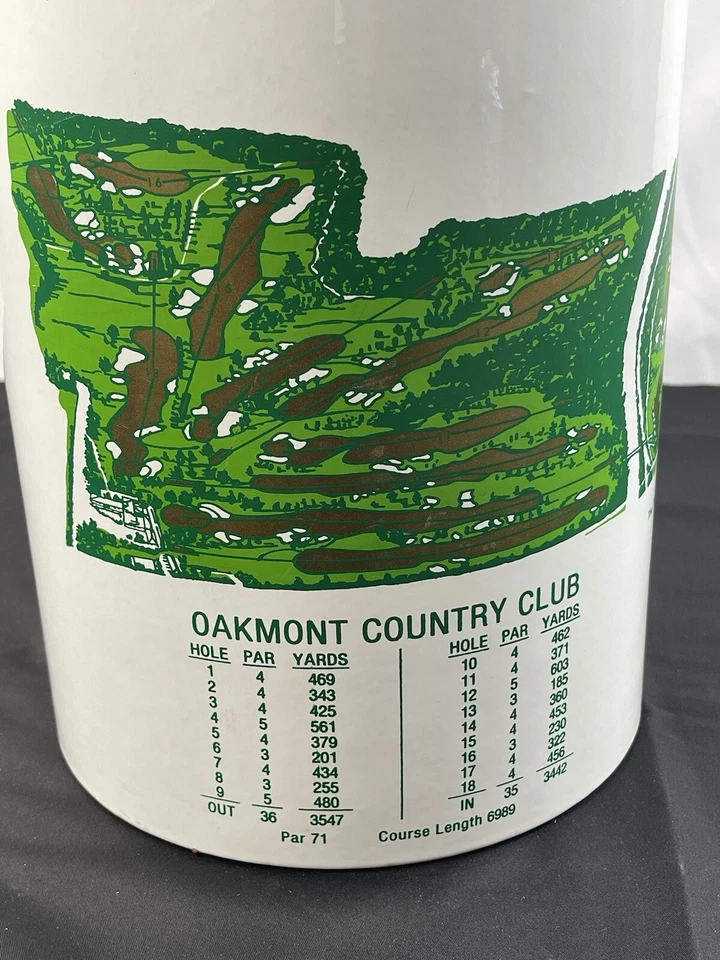 OAKMONT COUNTRY CLUB
HOLE PAR YARDS
1 4 469
2 4 343
3 4 425
4 5 561
5 4 379
6 3 201
7 4 434
8 3 255
9 5 480
OUT 36 3547
HOLE PAR YARDS
10 4 462
11 4 371
12 5 603
13 3 185
14 4 360
15 4 453
16 3 230
17 4 322
18 4 456
IN 35 3442
Par 71
Course Length 6989
16
12